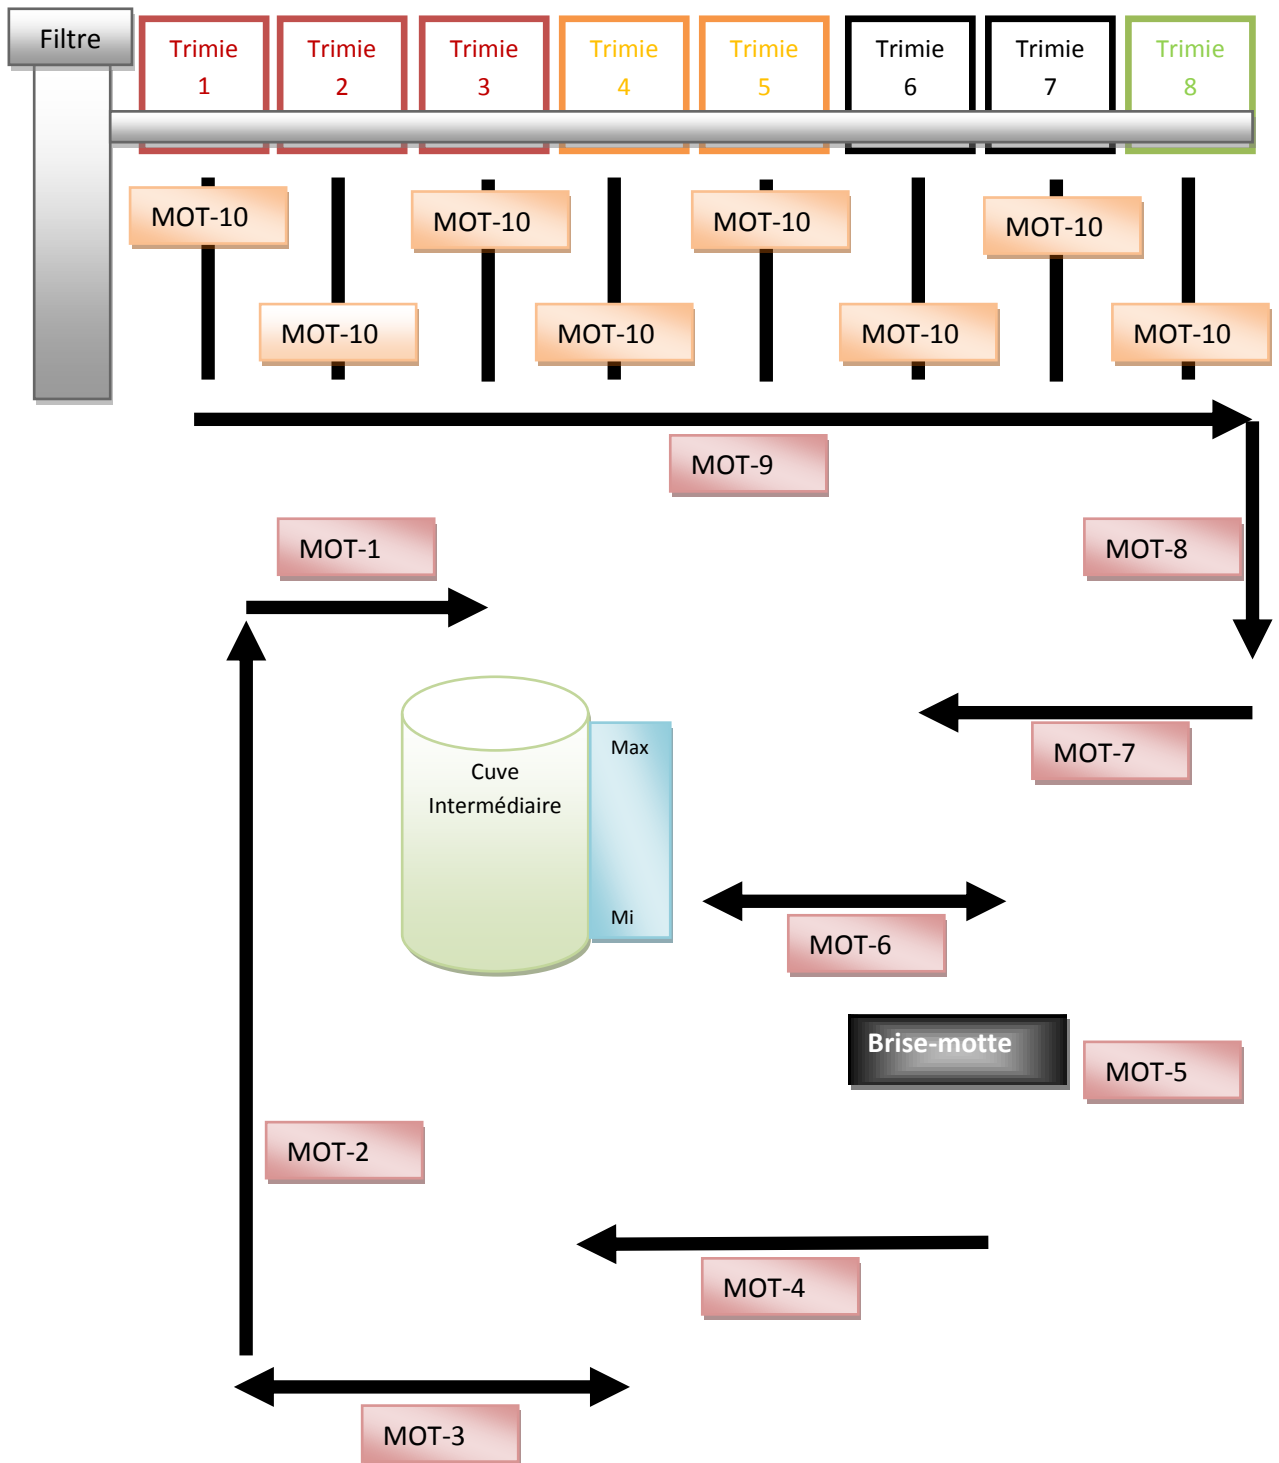 Filtre
Trimie
1
Trimie
2
Trimie
3
Trimie
4
Trimie
5
Trimie
6
Trimie
7
Trimie
8
MOT-10
MOT-10
MOT-10
MOT-10
MOT-10
MOT-10
MOT-10
MOT-10
MOT-9
MOT-1
MOT-8
Max
MOT-7
Cuve
Intermédiaire
Mi
MOT-6
Brise-motte
MOT-5
MOT-2
MOT-4
MOT-3